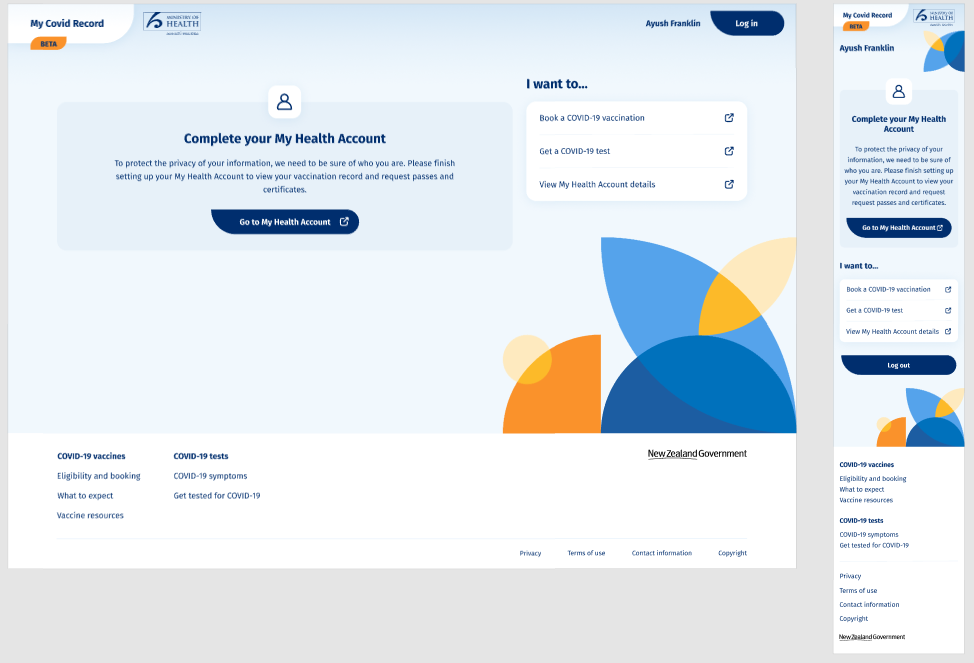 My Covid Record
BETA
MINISTRY OF
HEALTH
MANATŪ HAUORA
Ayush Franklin
Log in
Complete your My Health Account
To protect the privacy of your information, we need to be sure of who you are. Please finish
setting up your My Health Account to view your vaccination record and request passes and
certificates.
Go to My Health Account
I want to...
Book a COVID-19 vaccination
Get a COVID-19 test
View My Health Account details
COVID-19 vaccines
Eligibility and booking
What to expect
Vaccine resources
COVID-19 tests
COVID-19 symptoms
Get tested for COVID-19
New Zealand Government
Privacy
Terms of use
Contact information
Copyright
My Covid Record
BETA
MINISTRY OF
HEALTH
Ayush Franklin
Complete your My Health
Account
To protect the privacy of your
information, we need to be sure of
who you are. Please finish setting up
your My Health Account to view your
vaccination record and request
request passes and certificates.
Go to My Health Account
I want to...
Book a COVID-19 vaccination
Get a COVID-19 test
View My Health Account details
Log out
COVID-19 vaccines
Eligibility and booking
What to expect
Vaccine resources
COVID-19 tests
COVID-19 symptoms
Get tested for COVID-19
Privacy
Terms of use
Contact information
Copyright
New Zealand Government